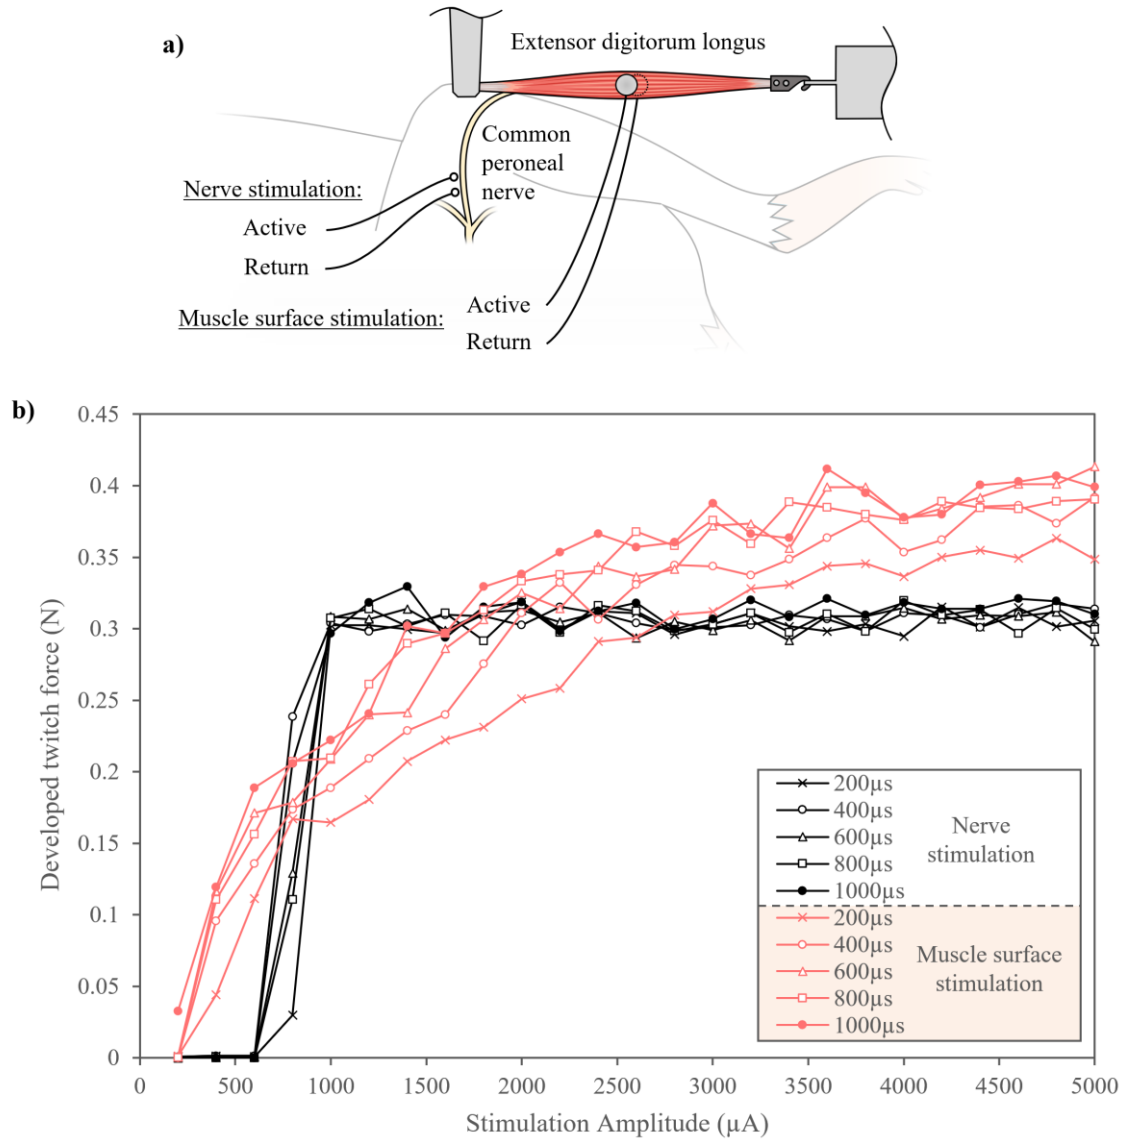 a)
Extensor digitorum longus
Common
peroneal
nerve
Nerve stimulation:
Active
Return
Muscle surface stimulation:
Active
Return
b)
Developed twitch force (N)
0.45
0.4
0.35
0.3
0.25
0.2
0.15
0.1
0.05
0
0 500 1000 1500 2000 2500 3000 3500 4000 4500 5000
Stimulation Amplitude (µA)
200µs
400µs
600µs
800µs
1000µs
Nerve
stimulation
200µs
400µs
600µs
800µs
1000µs
Muscle surface
stimulation